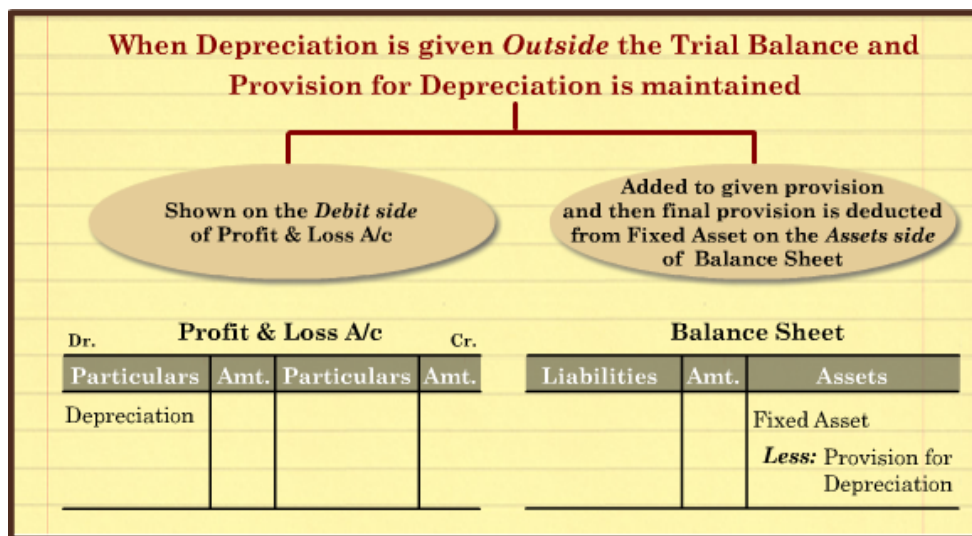 When Depreciation is given Outside the Trial Balance and
Provision for Depreciation is maintained
Shown on the Debit side
of Profit & Loss A/c
Added to given provision
and then final provision is deducted
from Fixed Asset on the Assets side
of Balance Sheet
Dr. Profit & Loss A/c Cr.
Particulars Amt. Particulars Amt.
Depreciation
Balance Sheet
Liabilities Amt. Assets
Fixed Asset
Less: Provision for
Depreciation